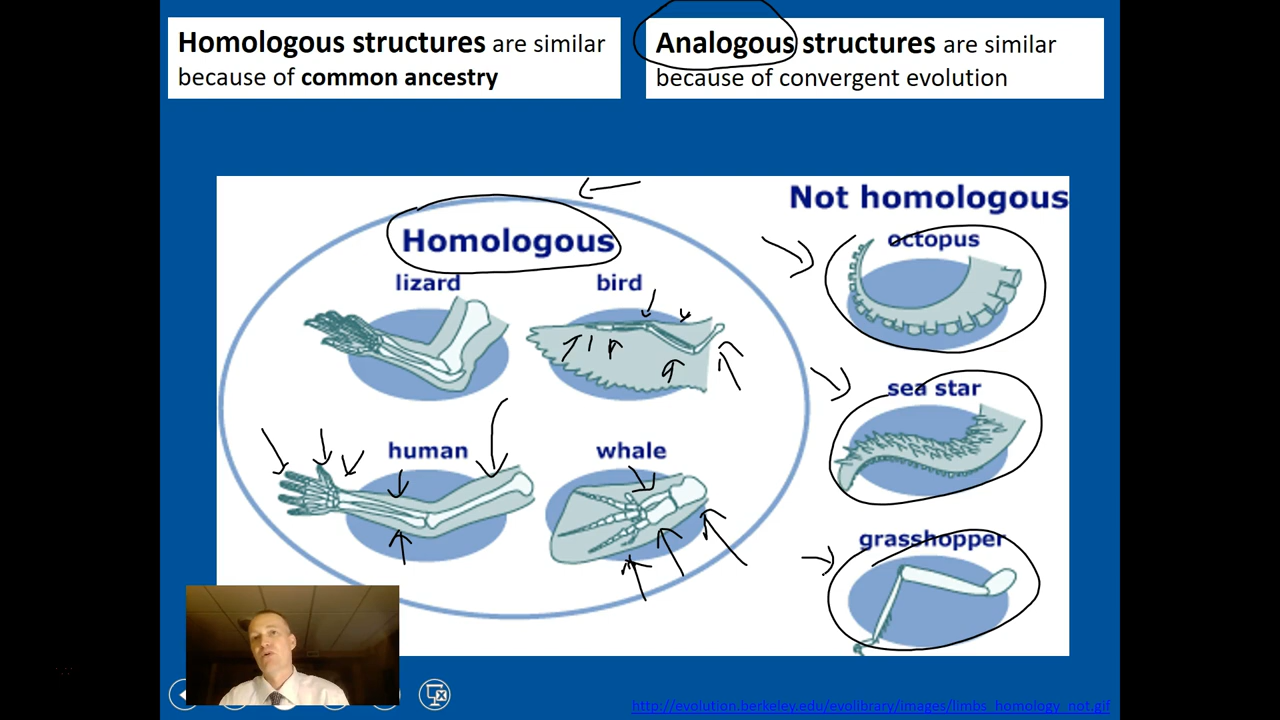 Homologous structures are similar
because of common ancestry
Analogous structures are similar
because of convergent evolution
Not homologous
Homologous
octopus
lizard
bird
sea star
human
whale
grasshopper
http://evolution.berkeley.edu/evolibrary/images/limbs_homology_not.gif